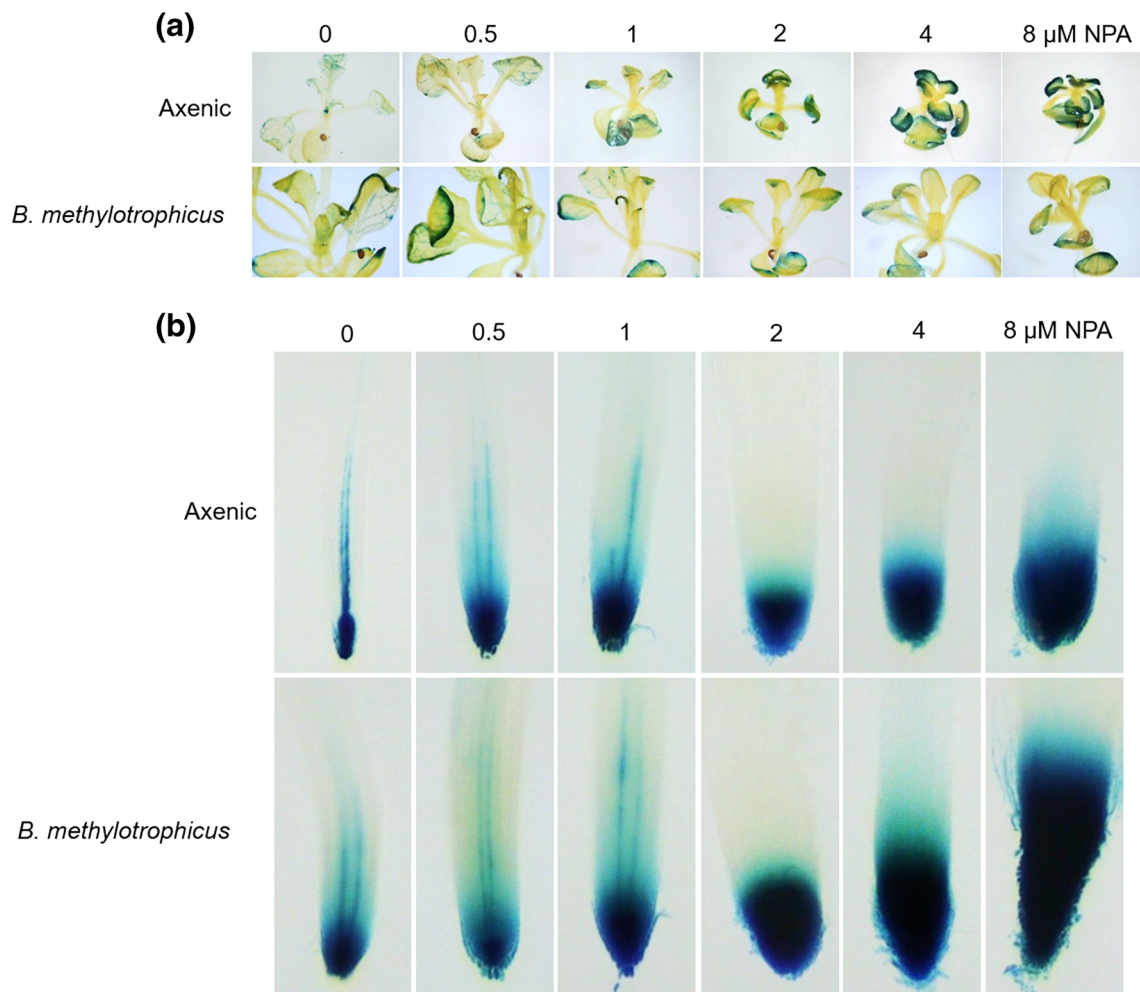 (a)
0 0.5 1 2 4 8 µM NPA
Axenic
B. methylotrophicus
(b)
0 0.5 1 2 4 8 µM NPA
Axenic
B. methylotrophicus